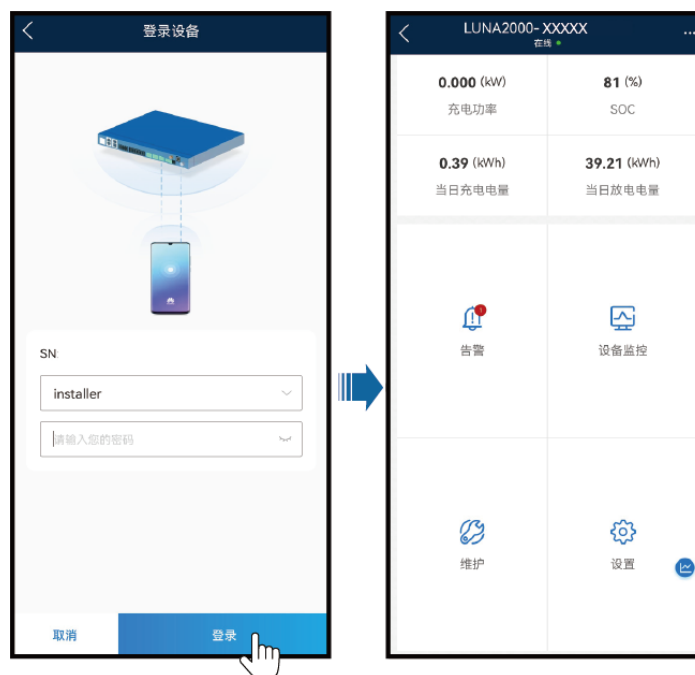 登录设备
SN:
installer
请输入您的密码
取消
登录
LUNA2000- XXXXX
在线
...
0.000 (kW)
充电功率
81 (%)
SOC
0.39 (kWh)
当日充电电量
39.21 (kWh)
当日放电电量
告警
设备监控
维护
设置